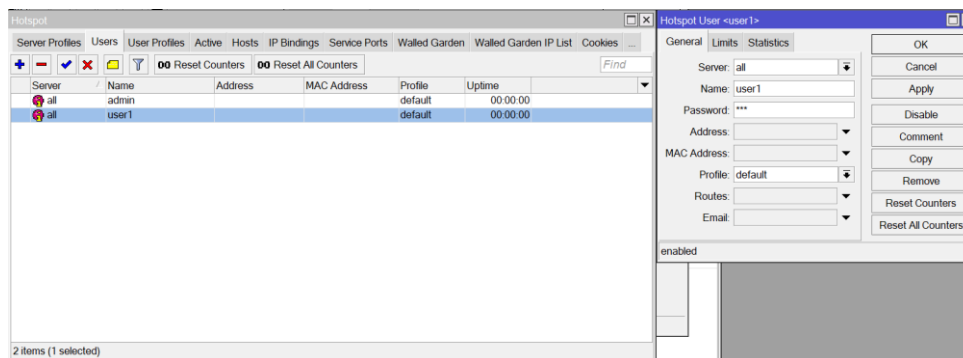 Hotspot
Server Profiles Users User Profiles Active Hosts IP Bindings Service Ports Walled Garden Walled Garden IP List Cookies ...
00 Reset Counters 00 Reset All Counters Find
Server Name Address MAC Address Profile Uptime
all admin default 00:00:00
all user1 default 00:00:00
2 items (1 selected)
Hotspot User <user1>
General Limits Statistics
Server: all
Name: user1
Password: ***
Address:
MAC Address:
Profile: default
Routes:
Email:
OK
Cancel
Apply
Disable
Comment
Copy
Remove
Reset Counters
Reset All Counters
enabled